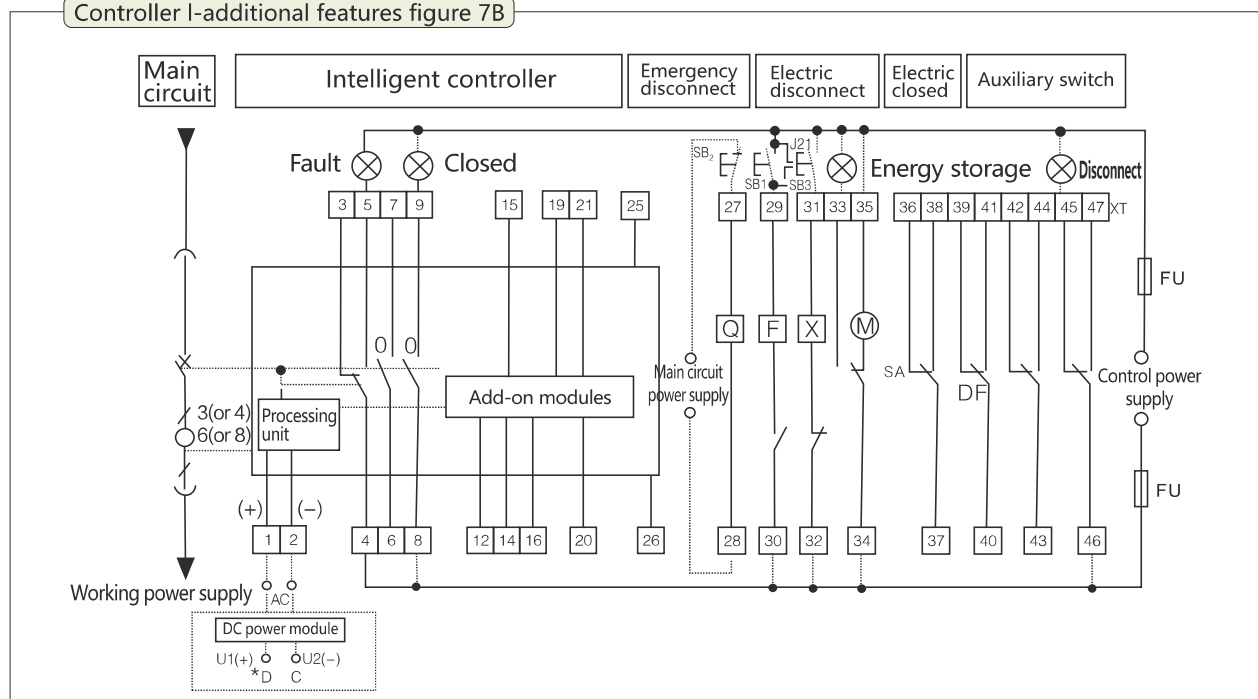 Controller I-additional features figure 7B
Main
circuit
Intelligent controller
Emergency
disconnect
Electric
disconnect
Electric
closed
Auxiliary switch
Fault
Closed
SB2
J21
SB1
SB3
Energy storage
Disconnect
3 5 7 9
15
19 21
25
27
29
31 33 35
36 38 39 41 42 44 45 47 XT
FU
Q
F
X
M
0 0
SA
DF
Main circuit
power supply
Control power
supply
Add-on modules
Processing
unit
3(or 4)
6(or 8)
FU
(+) (-)
1 2
4 6 8
12 14 16
20
26
28
30
32
34
37
40
43
46
Working power supply
AC
DC power module
U1(+) U2(-)
*D C